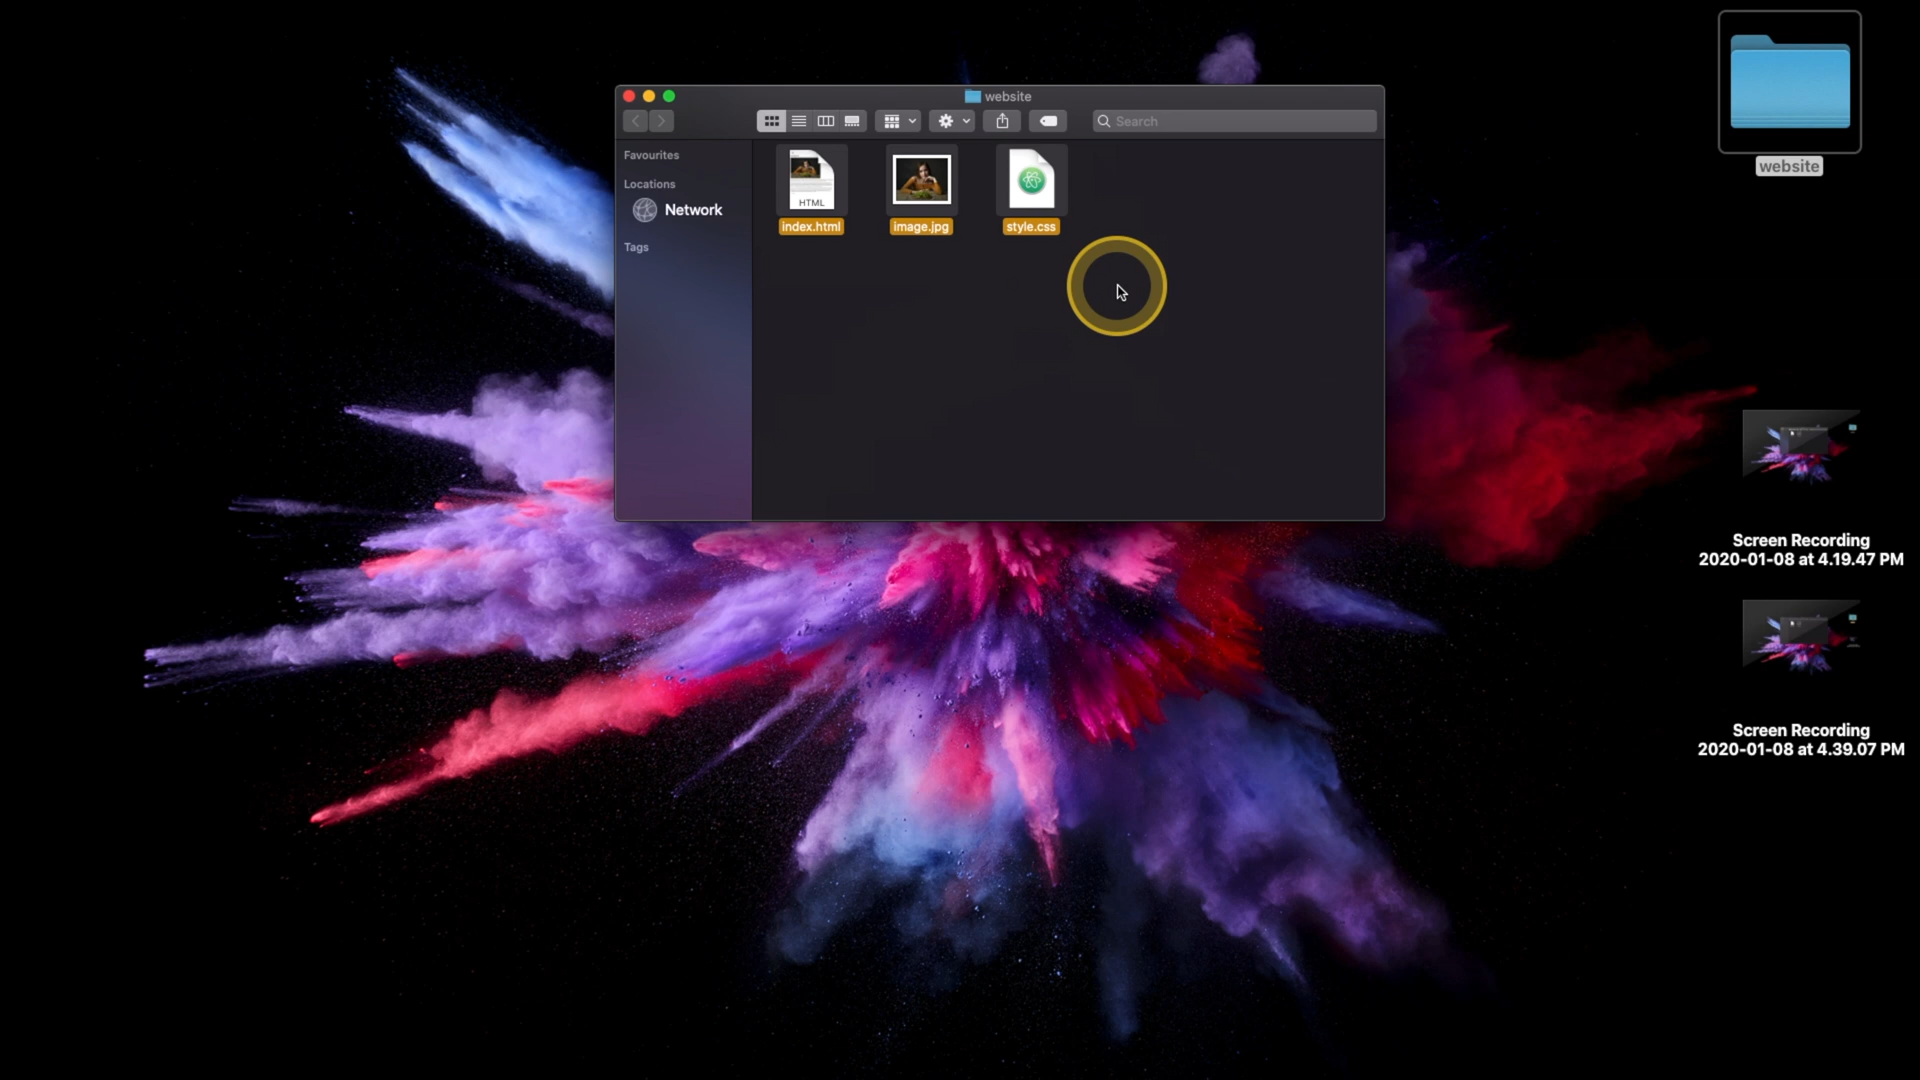 website
Search
Favourites
Locations
Network
Tags
HTML
index.html
image.jpg
style.css
website
Screen Recording
2020-01-08 at 4.19.47 PM
Screen Recording
2020-01-08 at 4.39.07 PM